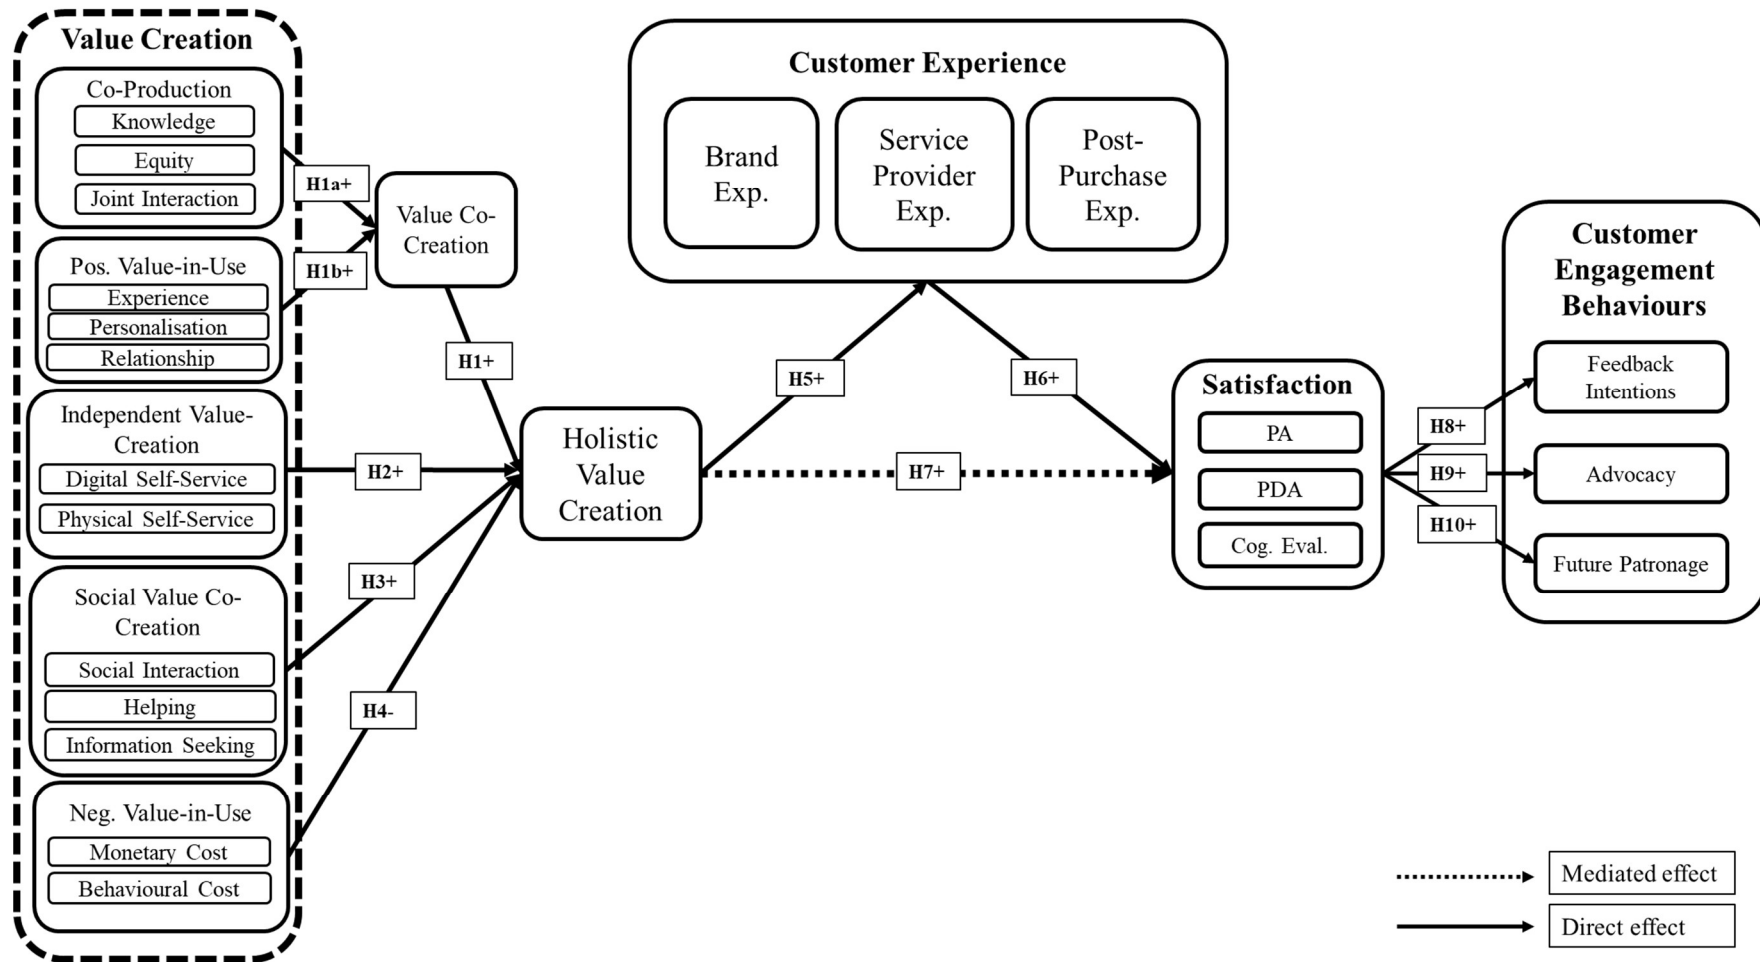 Value Creation
Co-Production
Knowledge
Equity
Joint Interaction
Pos. Value-in-Use
Experience
Personalisation
Relationship
Independent Value-
Creation
Digital Self-Service
Physical Self-Service
Social Value Co-
Creation
Social Interaction
Helping
Information Seeking
Neg. Value-in-Use
Monetary Cost
Behavioural Cost
H1a+
H1b+
Value Co-
Creation
H1+
H2+
H3+
H4-
Holistic
Value
Creation
Customer Experience
Brand
Exp.
Service
Provider
Exp.
Post-
Purchase
Exp.
H5+
H6+
H7+
Satisfaction
PA
PDA
Cog. Eval.
H8+
H9+
H10+
Customer
Engagement
Behaviours
Feedback
Intentions
Advocacy
Future Patronage
Mediated effect
Direct effect